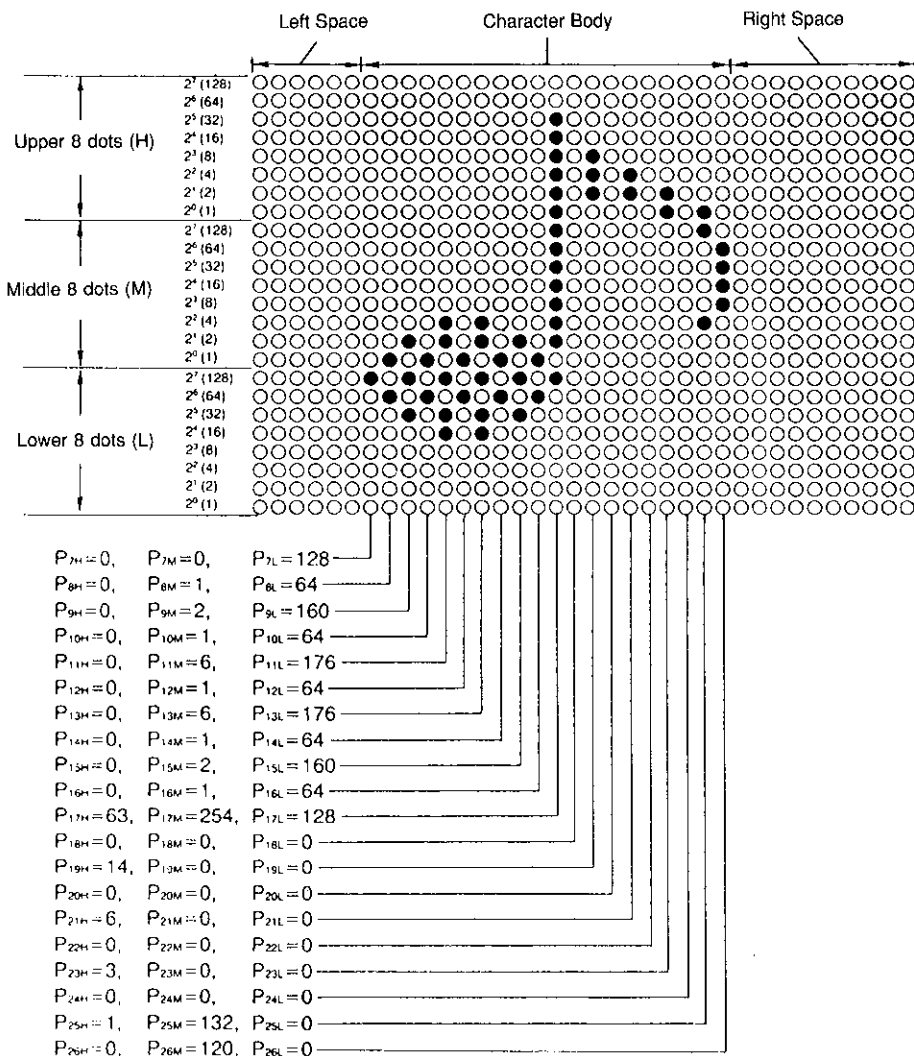 Left Space Character Body Right Space
2⁷ (128)
2⁶ (64)
2⁵ (32)
2⁴ (16)
Upper 8 dots (H)
2³ (8)
2² (4)
2¹ (2)
2⁰ (1)
2⁷ (128)
2⁶ (64)
2⁵ (32)
2⁴ (16)
Middle 8 dots (M)
2³ (8)
2² (4)
2¹ (2)
2⁰ (1)
2⁷ (128)
2⁶ (64)
2⁵ (32)
2⁴ (16)
Lower 8 dots (L)
2³ (8)
2² (4)
2¹ (2)
2⁰ (1)
P7H=0, P7M=0, P7L=128
P8H=0, P8M=1, P8L=64
P9H=0, P9M=2, P9L=160
P10H=0, P10M=1, P10L=64
P11H=0, P11M=6, P11L=176
P12H=0, P12M=1, P12L=64
P13H=0, P13M=6, P13L=176
P14H=0, P14M=1, P14L=64
P15H=0, P15M=2, P15L=160
P16H=0, P16M=1, P16L=64
P17H=63, P17M=254, P17L=128
P18H=0, P18M=0, P18L=0
P19H=14, P19M=0, P19L=0
P20H=0, P20M=0, P20L=0
P21H=6, P21M=0, P21L=0
P22H=0, P22M=0, P22L=0
P23H=3, P23M=0, P23L=0
P24H=0, P24M=0, P24L=0
P25H=1, P25M=132, P25L=0
P26H=0, P26M=120, P26L=0